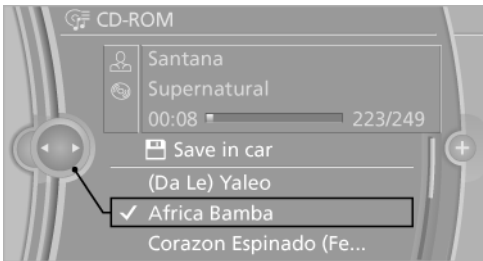 CD-ROM
Santana
Supernatural
00:08 223/249
Save in car
(Da Le) Yaleo
Africa Bamba
Corazon Espinado (Fe...